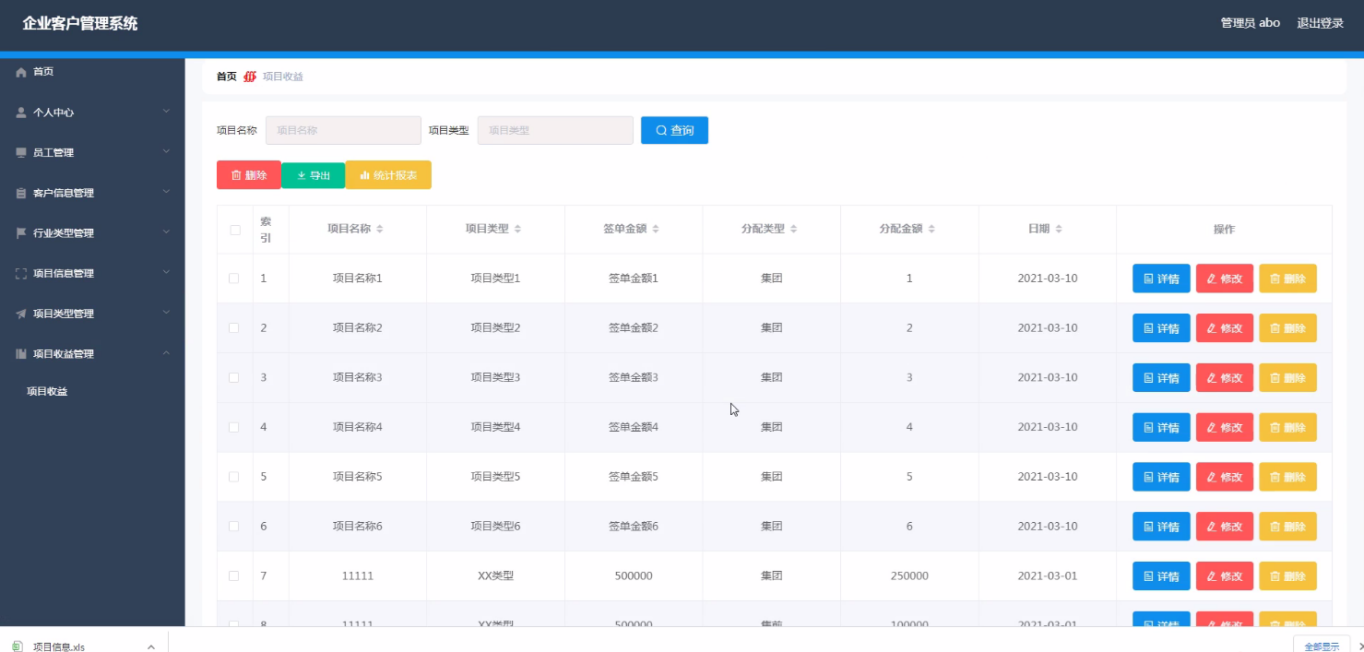 企业客户管理系统
管理员 abo 退出登录
首页
个人中心
员工管理
客户信息管理
行业类型管理
项目信息管理
项目类型管理
项目收益管理
项目收益
首页 项目收益
项目名称 项目名称 项目类型 项目类型 查询
删除 导出 统计报表
索引 项目名称 项目类型 签单金额 分配类型 分配金额 日期 操作
1 项目名称1 项目类型1 签单金额1 集团 1 2021-03-10 详情 修改 删除
2 项目名称2 项目类型2 签单金额2 集团 2 2021-03-10 详情 修改 删除
3 项目名称3 项目类型3 签单金额3 集团 3 2021-03-10 详情 修改 删除
4 项目名称4 项目类型4 签单金额4 集团 4 2021-03-10 详情 修改 删除
5 项目名称5 项目类型5 签单金额5 集团 5 2021-03-10 详情 修改 删除
6 项目名称6 项目类型6 签单金额6 集团 6 2021-03-10 详情 修改 删除
7 11111 XX类型 500000 集团 250000 2021-03-01 详情 修改 删除
8 11111 XX类型 500000 100000 2021-03-01 详情 修改 删除
项目信息.xls
全部显示